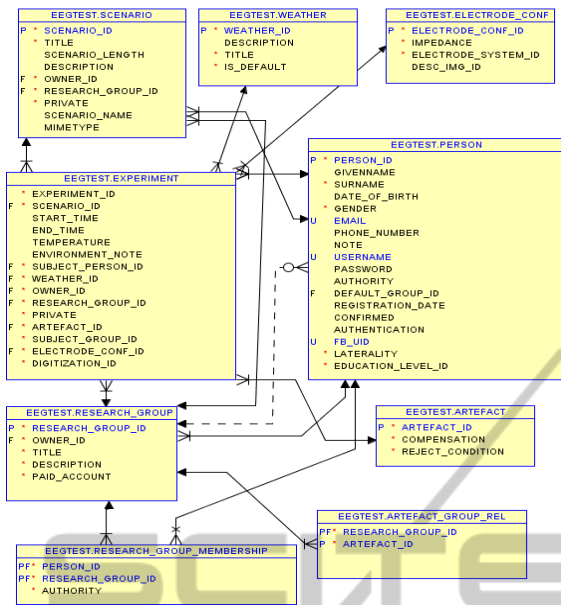 EEGTEST.SCENARIO
P * SCENARIO_ID
* TITLE
SCENARIO_LENGTH
DESCRIPTION
F * OWNER_ID
F * RESEARCH_GROUP_ID
* PRIVATE
SCENARIO_NAME
MIMETYPE
EEGTEST.WEATHER
P * WEATHER_ID
DESCRIPTION
* TITLE
* IS_DEFAULT
EEGTEST.ELECTRODE_CONF
P * ELECTRODE_CONF_ID
* IMPEDANCE
* ELECTRODE_SYSTEM_ID
DESC_IMG_ID
EEGTEST.EXPERIMENT
* EXPERIMENT_ID
F * SCENARIO_ID
START_TIME
END_TIME
TEMPERATURE
ENVIRONMENT_NOTE
F * SUBJECT_PERSON_ID
F * WEATHER_ID
F * OWNER_ID
F * RESEARCH_GROUP_ID
* PRIVATE
F * ARTEFACT_ID
* SUBJECT_GROUP_ID
F * ELECTRODE_CONF_ID
* DIGITIZATION_ID
EEGTEST.PERSON
P * PERSON_ID
GIVENNAME
* SURNAME
DATE_OF_BIRTH
* GENDER
U EMAIL
PHONE_NUMBER
NOTE
U USERNAME
PASSWORD
AUTHORITY
F DEFAULT_GROUP_ID
REGISTRATION_DATE
CONFIRMED
AUTHENTICATION
U FB_UID
* LATERALITY
* EDUCATION_LEVEL_ID
EEGTEST.RESEARCH_GROUP
P * RESEARCH_GROUP_ID
F * OWNER_ID
* TITLE
* DESCRIPTION
* PAID_ACCOUNT
EEGTEST.ARTEFACT
P * ARTEFACT_ID
* COMPENSATION
* REJECT_CONDITION
EEGTEST.ARTEFACT_GROUP_REL
PF* RESEARCH_GROUP_ID
P * ARTEFACT_ID
EEGTEST.RESEARCH_GROUP_MEMBERSHIP
PF* PERSON_ID
PF* RESEARCH_GROUP_ID
* AUTHORITY